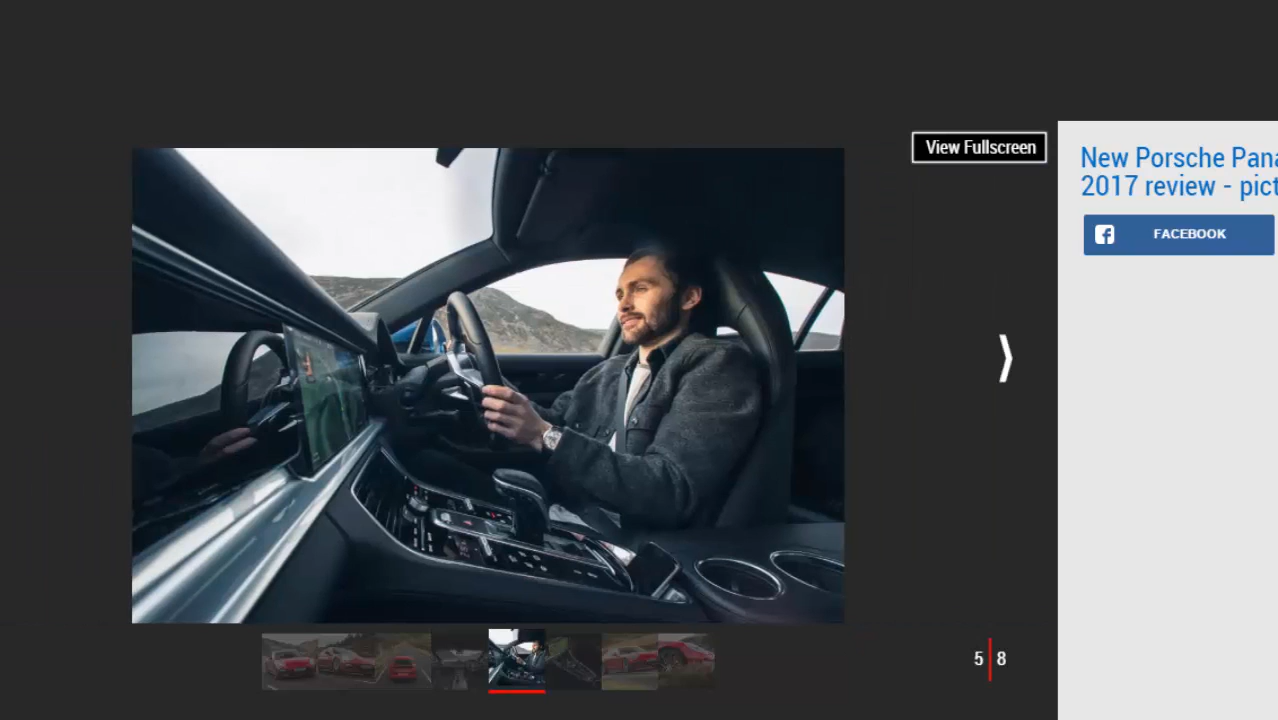 View Fullscreen
New Porsche Pana
2017 review - pict
FACEBOOK
5 8